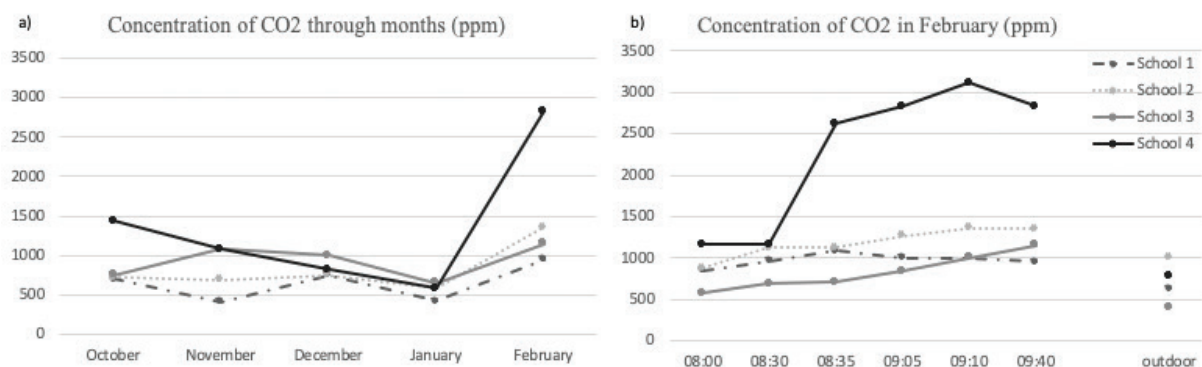 a) Concentration of CO2 through months (ppm)
3500
3000
2500
2000
1500
1000
500
0
October November December January February
b) Concentration of CO2 in February (ppm)
3500
3000
2500
2000
1500
1000
500
0
08:00 08:30 08:35 09:05 09:10 09:40 outdoor
School 1
School 2
School 3
School 4